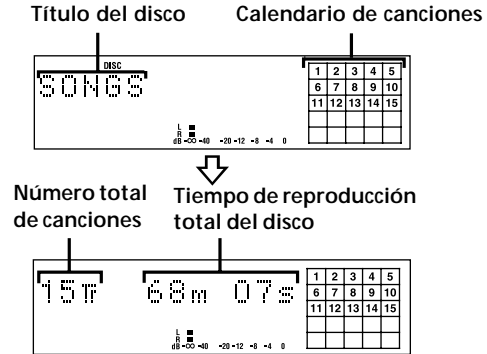 Título del disco
Calendario de canciones
DISC
SONGS
1 2 3 4 5
6 7 8 9 10
11 12 13 14 15
L
R
dB -∞ -40 -20 -12 -8 -4 0
Número total
de canciones
Tiempo de reproducción
total del disco
15Tr 68m 07s
1 2 3 4 5
6 7 8 9 10
11 12 13 14 15
L
R
dB -∞ -40 -20 -12 -8 -4 0